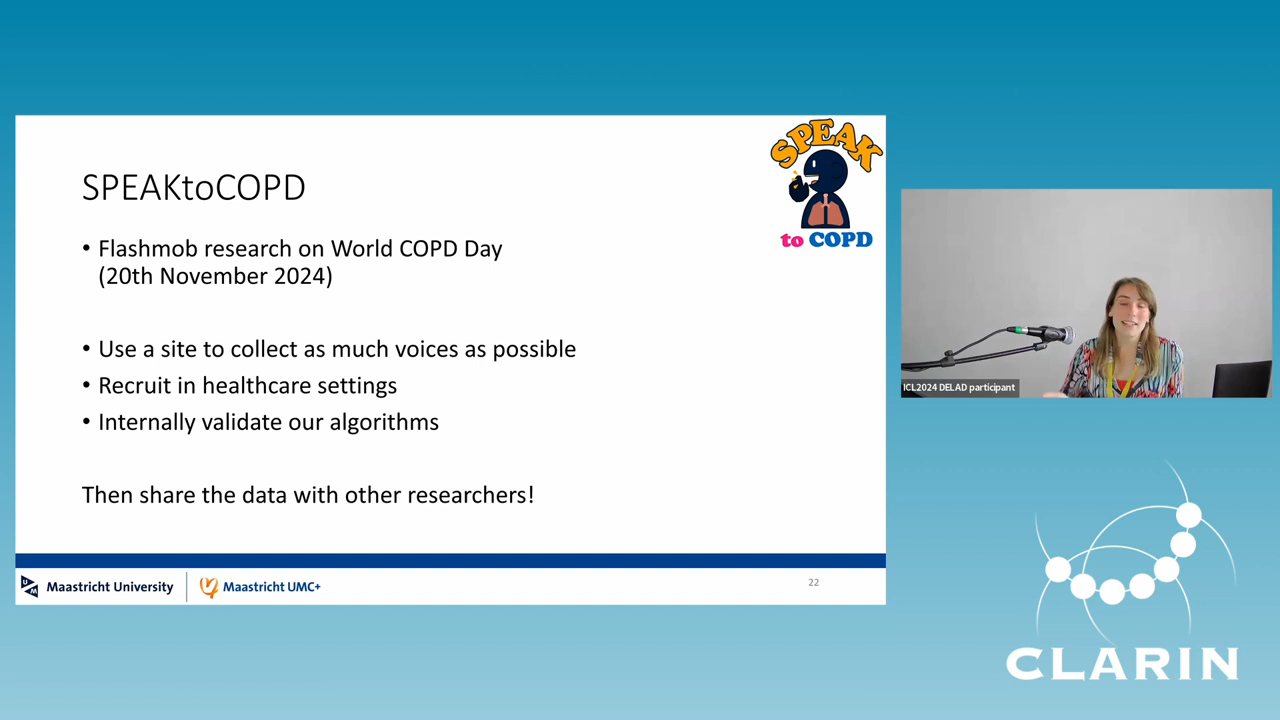 SPEAK
to COPD
SPEAKtoCOPD
• Flashmob research on World COPD Day
(20th November 2024)
• Use a site to collect as much voices as possible
• Recruit in healthcare settings
• Internally validate our algorithms
Then share the data with other researchers!
Maastricht University
Maastricht UMC+
22
ICL2024 DELAD participant
CLARIN